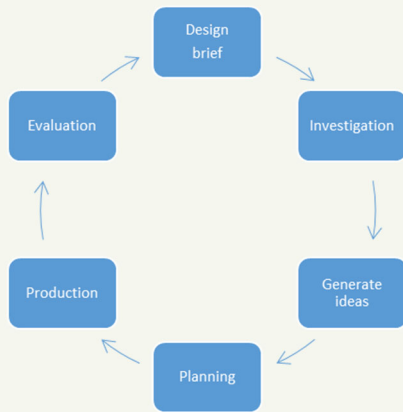 Design
brief
Investigation
Generate
ideas
Planning
Production
Evaluation